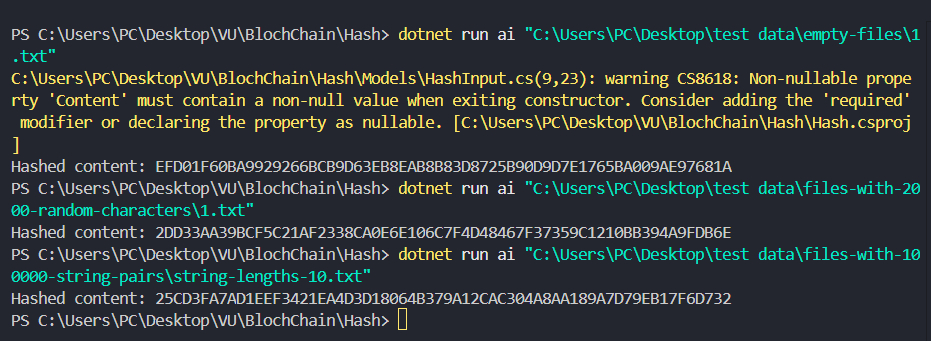 PS C:\Users\PC\Desktop\VU\BlochChain\Hash> dotnet run ai "C:\Users\PC\Desktop\test data\empty-files\1
.txt"
C:\Users\PC\Desktop\VU\BlochChain\Hash\Models\HashInput.cs(9,23): warning CS8618: Non-nullable prope
rty 'Content' must contain a non-null value when exiting constructor. Consider adding the 'required'
 modifier or declaring the property as nullable. [C:\Users\PC\Desktop\VU\BlochChain\Hash\Hash.csproj
]
Hashed content: EFD01F60BA9929266BCB9D63EB8EAB8B83D8725B90D9D7E1765BA009AE97681A
PS C:\Users\PC\Desktop\VU\BlochChain\Hash> dotnet run ai "C:\Users\PC\Desktop\test data\files-with-20
00-random-characters\1.txt"
Hashed content: 2DD33AA39BCF5C21AF2338CA0E6E106C7F4D48467F37359C1210BB394A9FDB6E
PS C:\Users\PC\Desktop\VU\BlochChain\Hash> dotnet run ai "C:\Users\PC\Desktop\test data\files-with-10
0000-string-pairs\string-lengths-10.txt"
Hashed content: 25CD3FA7AD1EEF3421EA4D3D18064B379A12CAC304A8AA189A7D79EB17F6D732
PS C:\Users\PC\Desktop\VU\BlochChain\Hash>